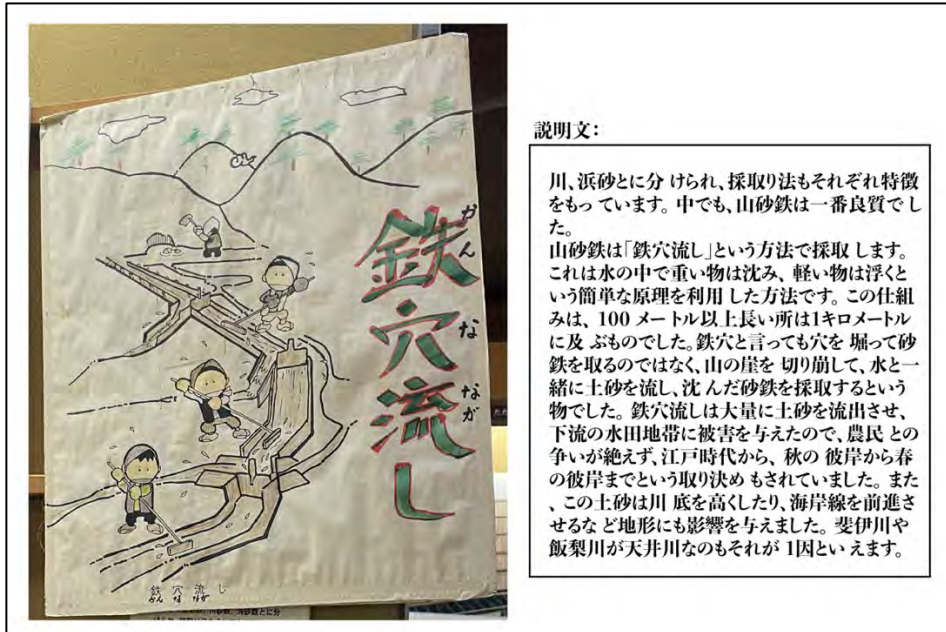 鉄穴流し
かん な なが
鉄穴流し
かん な なが
説明文:
川、浜砂とに分 けられ、採取り法もそれぞれ特徴
をもっ ています。中でも、山砂鉄は一番良質でし
た。
山砂鉄は「鉄穴流し」という方法で採取 します。
これは水の中で重い物は沈み、軽い物は浮くと
いう簡単な原理を利用 した方法です。この仕組
みは、100 メートル以上長い所は1キロメートル
に及 ぶものでした。鉄穴と言っても穴を 堀って砂
鉄を取るのではなく、山の崖を 切り崩して、水と一
緒に土砂を流し、沈 んだ砂鉄を採取するという
物でした。鉄穴流しは大量に土砂を流出させ、
下流の水田地帯に被害を与えたので、農民 との
争いが絶えず、江戸時代から、秋の 彼岸から春
の彼岸までという取り決め もされていました。また
、この土砂は川 底を高くしたり、海岸線を前進さ
せるな ど地形にも影響を与えました。斐伊川や
飯梨川が天井川なのもそれが 1因とい えます。